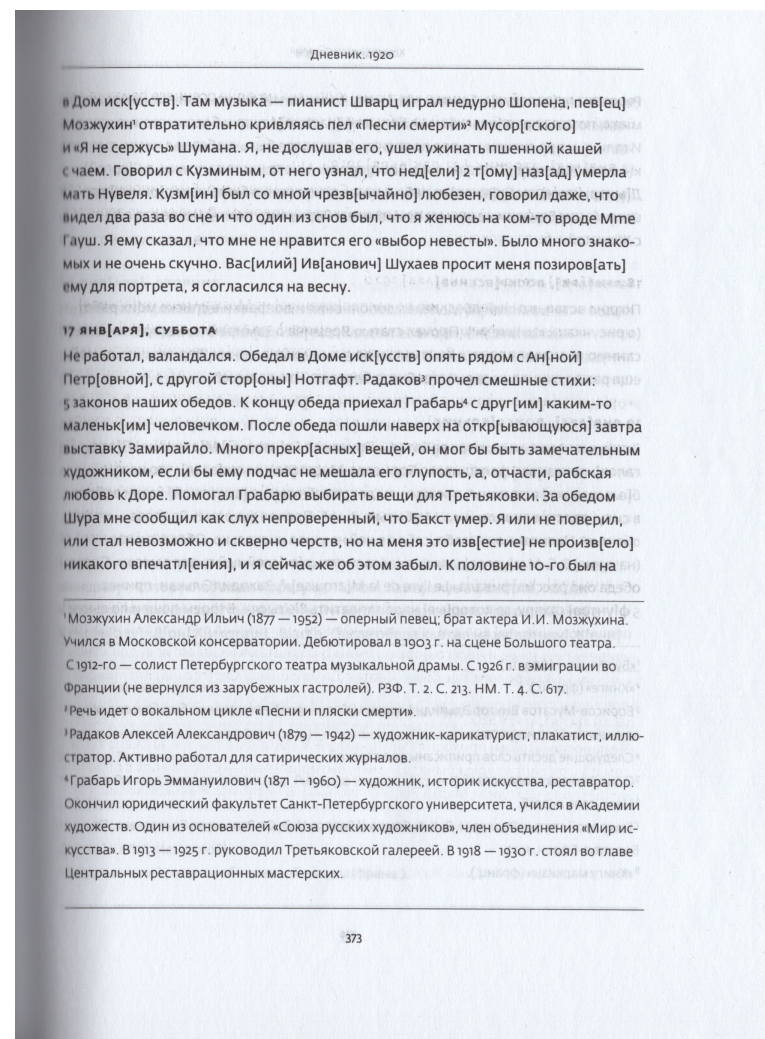 Дневник. 1920
в Дом иск[усств]. Там музыка — пианист Шварц играл недурно Шопена, пев[ец]
Мозжухин¹ отвратительно кривляясь пел «Песни смерти»² Мусор[гского]
и «Я не сержусь» Шумана. Я, не дослушав его, ушел ужинать пшенной кашей
с чаем. Говорил с Кузминым, от него узнал, что нед[ели] 2 т[ому] наз[ад] умерла
мать Нувеля. Кузм[ин] был со мной чрезв[ычайно] любезен, говорил даже, что
видел два раза во сне и что один из снов был, что я женюсь на ком-то вроде Mme
Гауш. Я ему сказал, что мне не нравится его «выбор невесты». Было много знако-
мых и не очень скучно. Вас[илий] Ив[анович] Шухаев просит меня позиров[ать]
ему для портрета, я согласился на весну.
17 ЯНВ[АРЯ], СУББОТА
Не работал, валандался. Обедал в Доме иск[усств] опять рядом с Ан[ной]
Петр[овной], с другой стор[оны] Нотгафт. Радаков³ прочел смешные стихи:
5 законов наших обедов. К концу обеда приехал Грабарь⁴ с друг[им] каким-то
маленьк[им] человечком. После обеда пошли наверх на откр[ывающуюся] завтра
выставку Замирайло. Много прекр[асных] вещей, он мог бы быть замечательным
художником, если бы ему подчас не мешала его глупость, а, отчасти, рабская
любовь к Доре. Помогал Грабарю выбирать вещи для Третьяковки. За обедом
Шура мне сообщил как слух непроверенный, что Бакст умер. Я или не поверил,
или стал невозможно и скверно черств, но на меня это изв[естие] не произв[ело]
никакого впечатл[ения], и я сейчас же об этом забыл. К половине 10-го был на
¹ Мозжухин Александр Ильич (1877 — 1952) — оперный певец; брат актера И.И. Мозжухина.
Учился в Московской консерватории. Дебютировал в 1903 г. на сцене Большого театра.
С 1912-го — солист Петербургского театра музыкальной драмы. С 1926 г. в эмиграции во
Франции (не вернулся из зарубежных гастролей). РЗФ. Т. 2. С. 213. НМ. Т. 4. С. 617.
² Речь идет о вокальном цикле «Песни и пляски смерти».
³ Радаков Алексей Александрович (1879 — 1942) — художник-карикатурист, плакатист, иллю-
стратор. Активно работал для сатирических журналов.
⁴ Грабарь Игорь Эммануилович (1871 — 1960) — художник, историк искусства, реставратор.
Окончил юридический факультет Санкт-Петербургского университета, учился в Академии
художеств. Один из основателей «Союза русских художников», член объединения «Мир ис-
кусства». В 1913 — 1925 г. руководил Третьяковской галереей. В 1918 — 1930 г. стоял во главе
Центральных реставрационных мастерских.
373